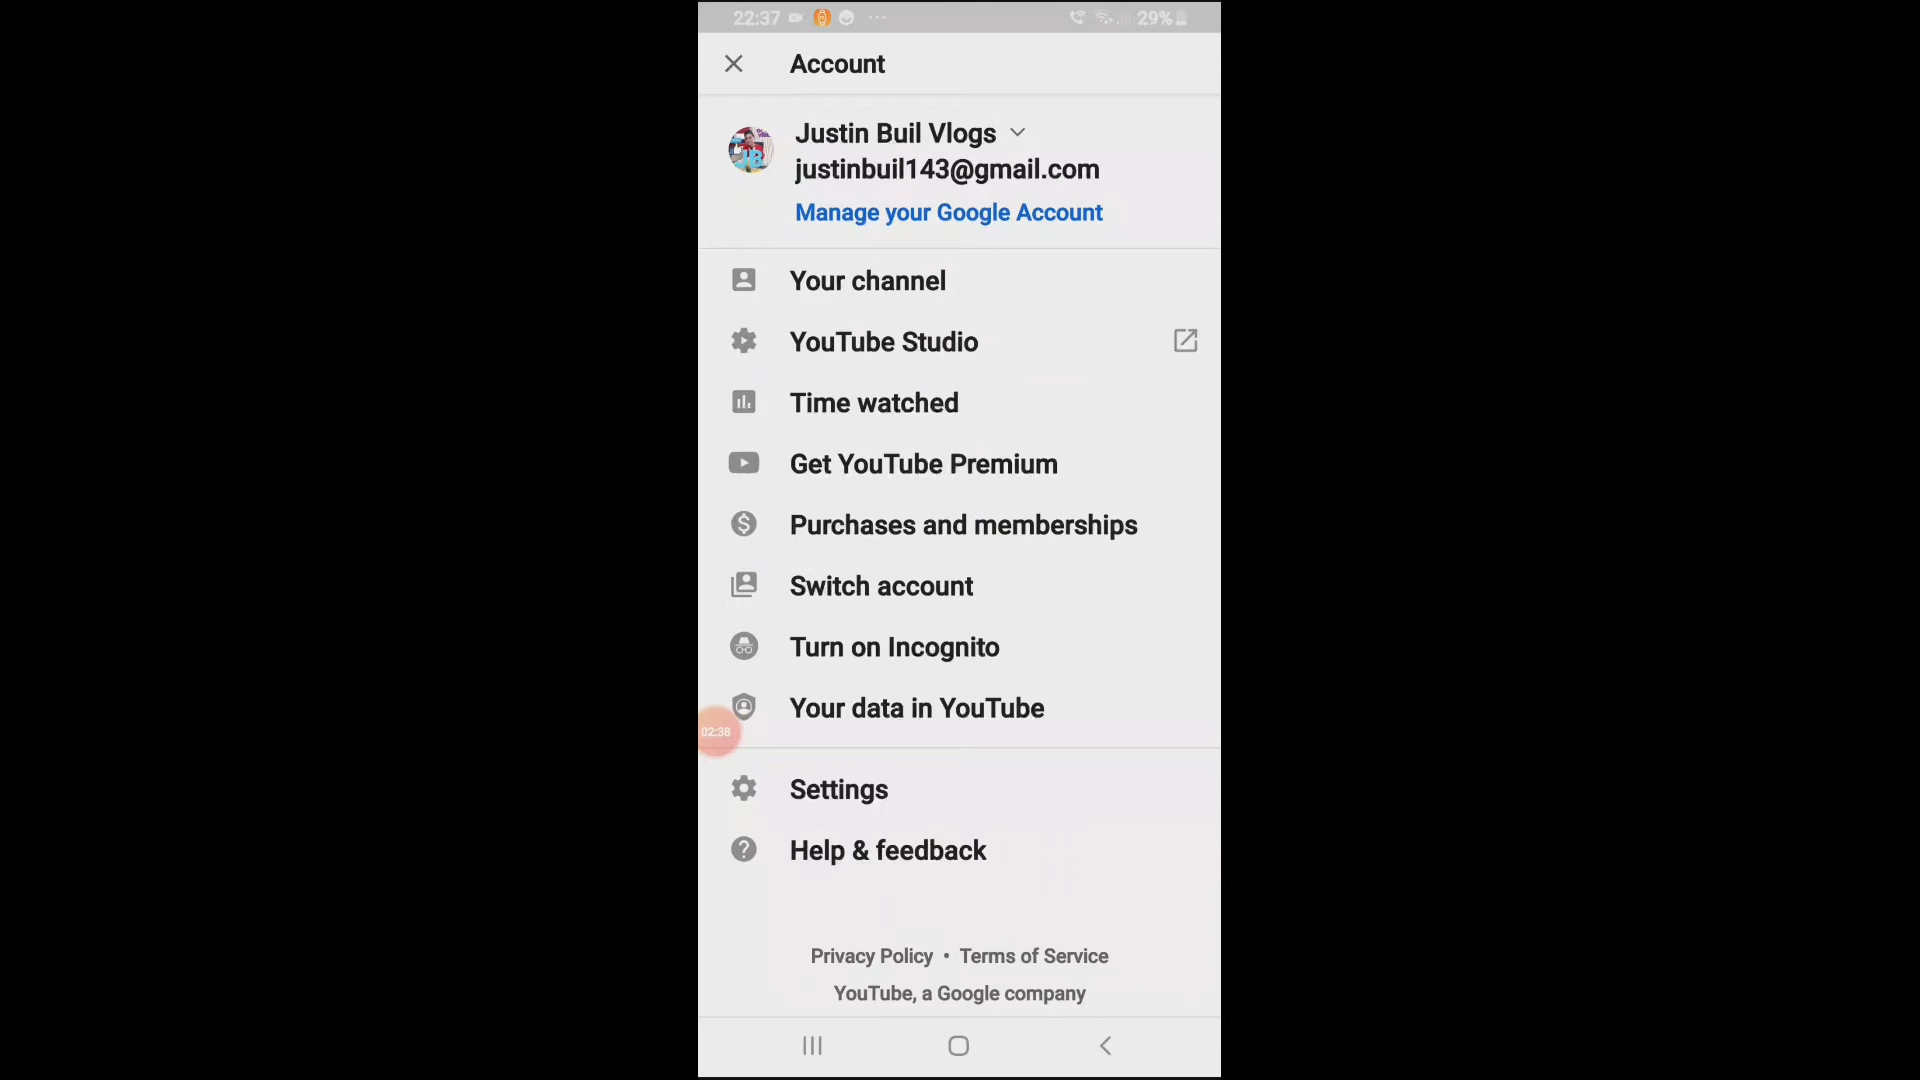 22:37 29%
Account
Justin Buil Vlogs
justinbuil143@gmail.com
Manage your Google Account
Your channel
YouTube Studio
Time watched
Get YouTube Premium
Purchases and memberships
Switch account
Turn on Incognito
Your data in YouTube
02:38
Settings
Help & feedback
Privacy Policy • Terms of Service
YouTube, a Google company